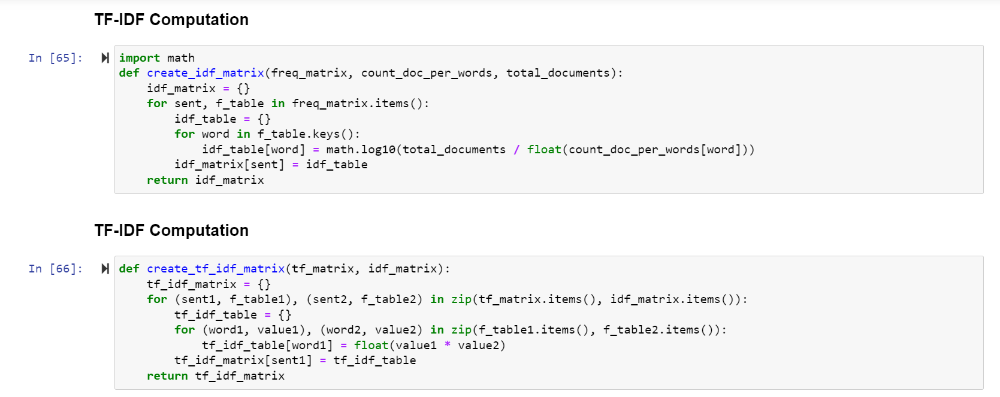 TF-IDF Computation
In [65]:
import math
def create_idf_matrix(freq_matrix, count_doc_per_words, total_documents):
    idf_matrix = {}
    for sent, f_table in freq_matrix.items():
        idf_table = {}
        for word in f_table.keys():
            idf_table[word] = math.log10(total_documents / float(count_doc_per_words[word]))
        idf_matrix[sent] = idf_table
    return idf_matrix
TF-IDF Computation
In [66]:
def create_tf_idf_matrix(tf_matrix, idf_matrix):
    tf_idf_matrix = {}
    for (sent1, f_table1), (sent2, f_table2) in zip(tf_matrix.items(), idf_matrix.items()):
        tf_idf_table = {}
        for (word1, value1), (word2, value2) in zip(f_table1.items(), f_table2.items()):
            tf_idf_table[word1] = float(value1 * value2)
        tf_idf_matrix[sent1] = tf_idf_table
    return tf_idf_matrix